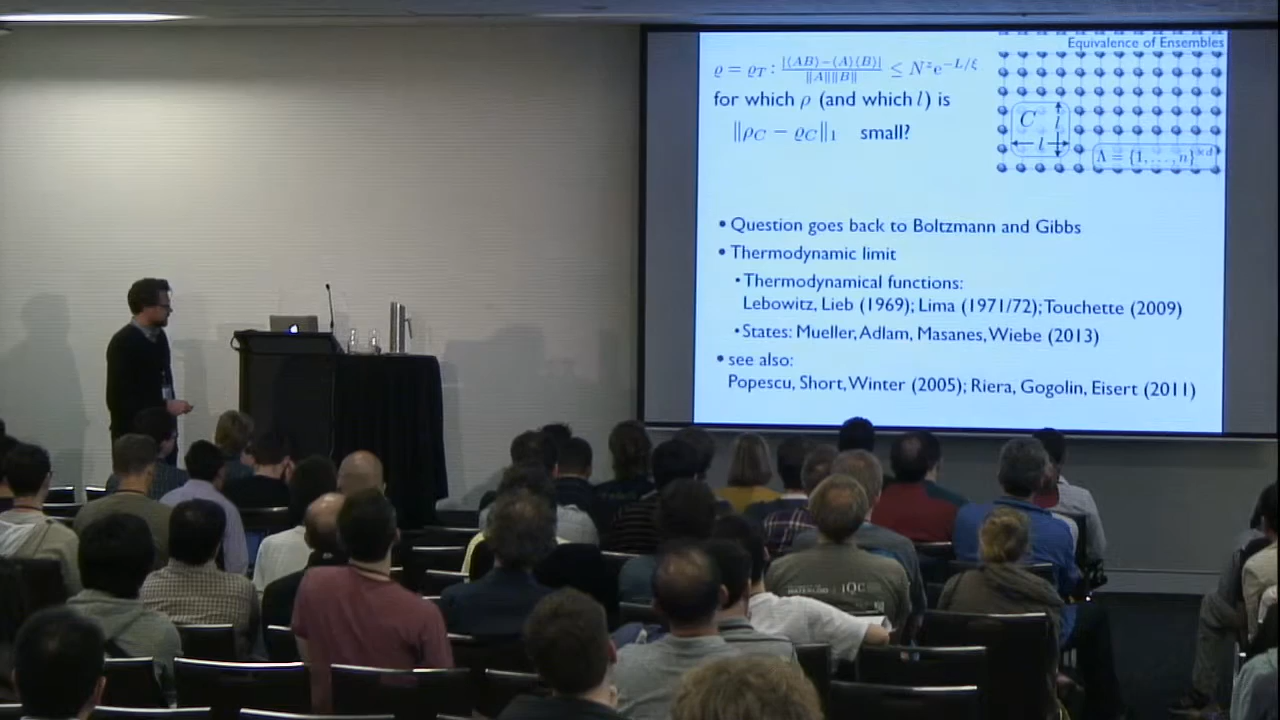 Equivalence of Ensembles
ϱ = ϱ_T : |⟨AB⟩−⟨A⟩⟨B⟩| / ‖A‖‖B‖ ≤ N^z e^{−L/ξ}
for which ρ (and which l) is
‖ρ_C − ϱ_C‖₁ small?
C l
l
Λ = {1, . . . , n}^{×d}
• Question goes back to Boltzmann and Gibbs
• Thermodynamic limit
• Thermodynamical functions:
Lebowitz, Lieb (1969); Lima (1971/72); Touchette (2009)
• States: Mueller, Adlam, Masanes, Wiebe (2013)
• see also:
Popescu, Short, Winter (2005); Riera, Gogolin, Eisert (2011)
IQC